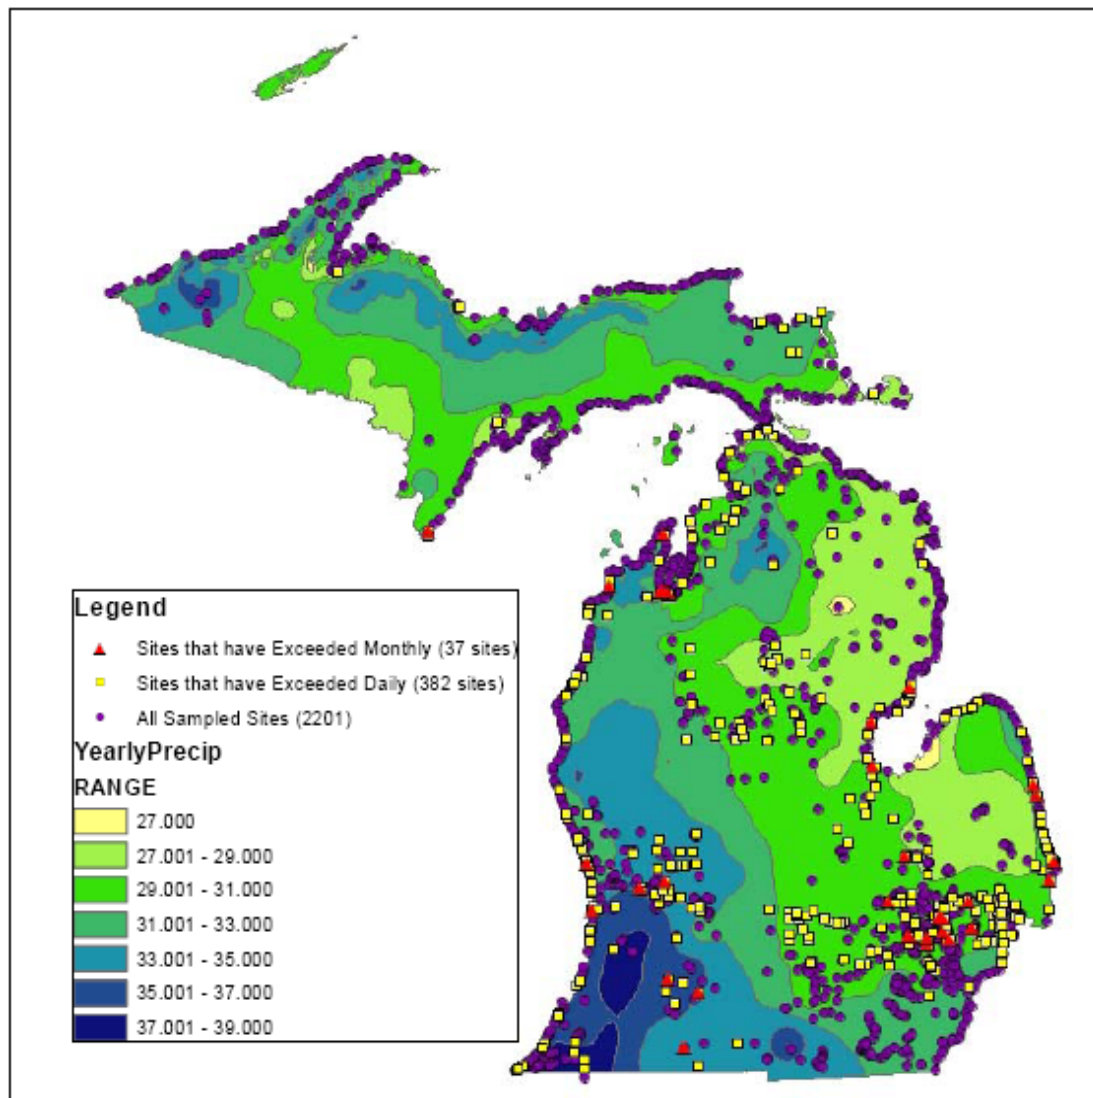 Legend
Sites that have Exceeded Monthly (37 sites)
Sites that have Exceeded Daily (382 sites)
All Sampled Sites (2201)
YearlyPrecip
RANGE
27.000
27.001 - 29.000
29.001 - 31.000
31.001 - 33.000
33.001 - 35.000
35.001 - 37.000
37.001 - 39.000